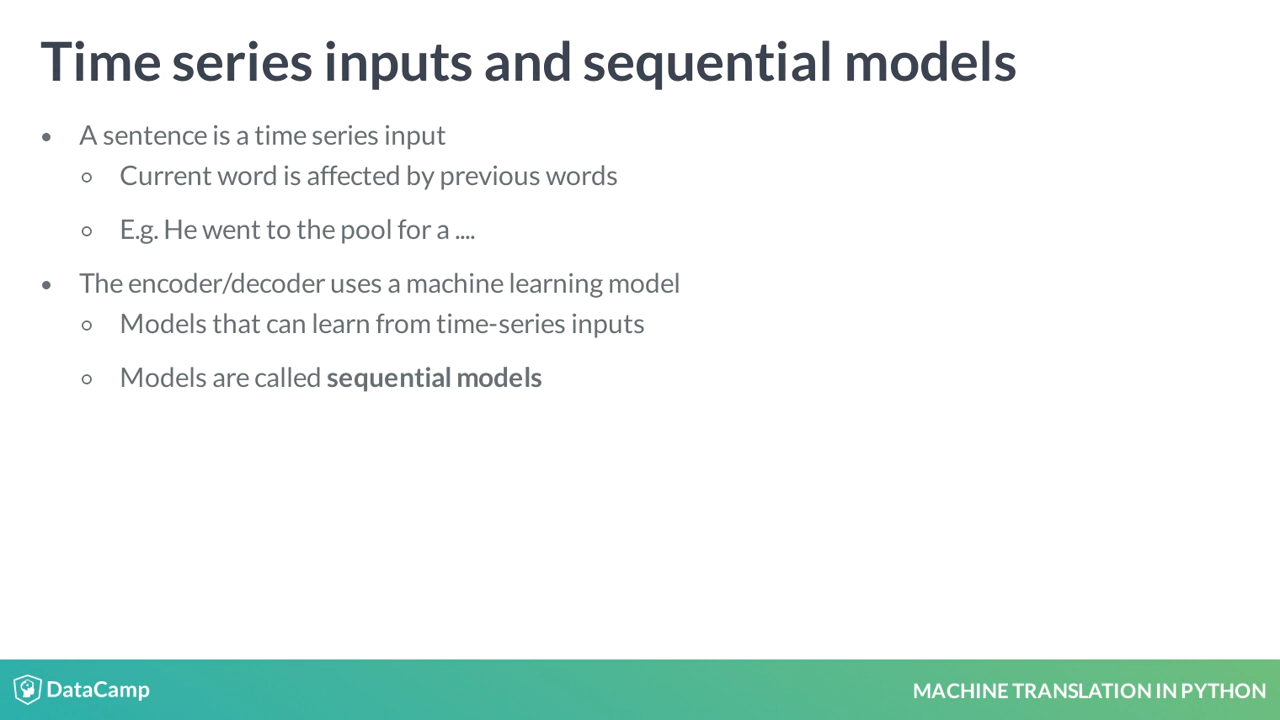 Time series inputs and sequential models
• A sentence is a time series input
○ Current word is affected by previous words
○ E.g. He went to the pool for a ....
• The encoder/decoder uses a machine learning model
○ Models that can learn from time-series inputs
○ Models are called sequential models
DataCamp
MACHINE TRANSLATION IN PYTHON